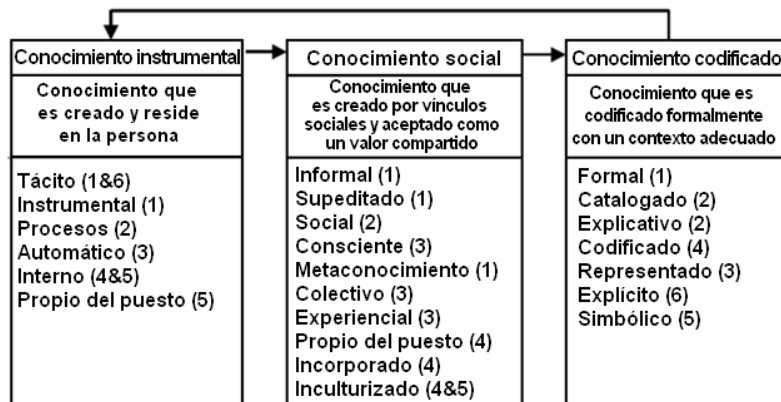 Conocimiento instrumental
Conocimiento que
es creado y reside
en la persona
Tácito (1&6)
Instrumental (1)
Procesos (2)
Automático (3)
Interno (4&5)
Propio del puesto (5)
Conocimiento social
Conocimiento que
es creado por vínculos
sociales y aceptado como
un valor compartido
Informal (1)
Supeditado (1)
Social (2)
Consciente (3)
Metaconocimiento (1)
Colectivo (3)
Experiencial (3)
Propio del puesto (4)
Incorporado (4)
Inculturizado (4&5)
Conocimiento codificado
Conocimiento que es
codificado formalmente
con un contexto adecuado
Formal (1)
Catalogado (2)
Explicativo (2)
Codificado (4)
Representado (3)
Explícito (6)
Simbólico (5)